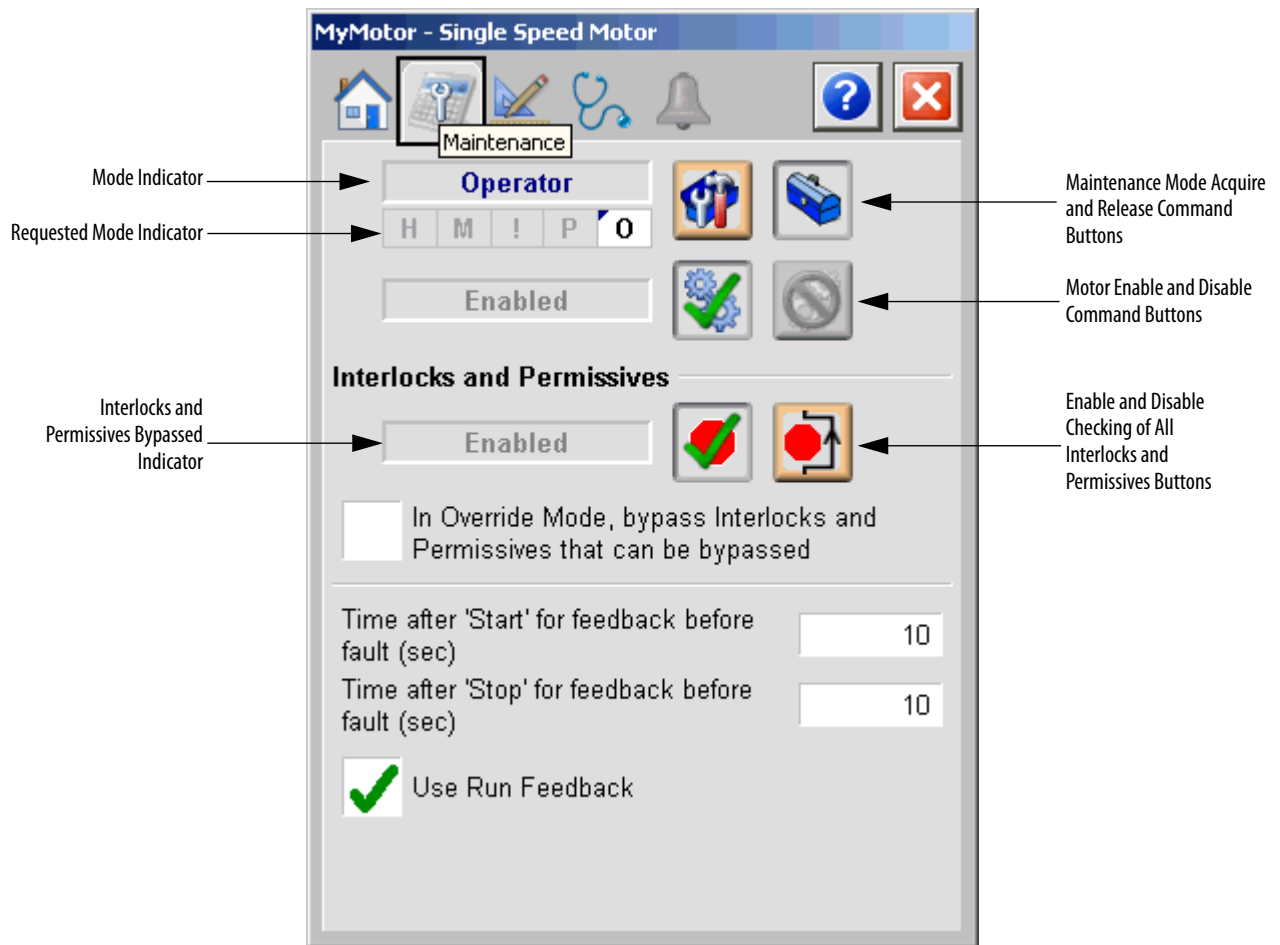 MyMotor - Single Speed Motor
?
Maintenance
Mode Indicator
Operator
Maintenance Mode Acquire
and Release Command
Buttons
Requested Mode Indicator
H M ! P O
Enabled
Motor Enable and Disable
Command Buttons
Interlocks and Permissives
Interlocks and
Permissives Bypassed
Indicator
Enabled
Enable and Disable
Checking of All
Interlocks and
Permissives Buttons
In Override Mode, bypass Interlocks and
Permissives that can be bypassed
Time after 'Start' for feedback before
fault (sec)
10
Time after 'Stop' for feedback before
fault (sec)
10
Use Run Feedback